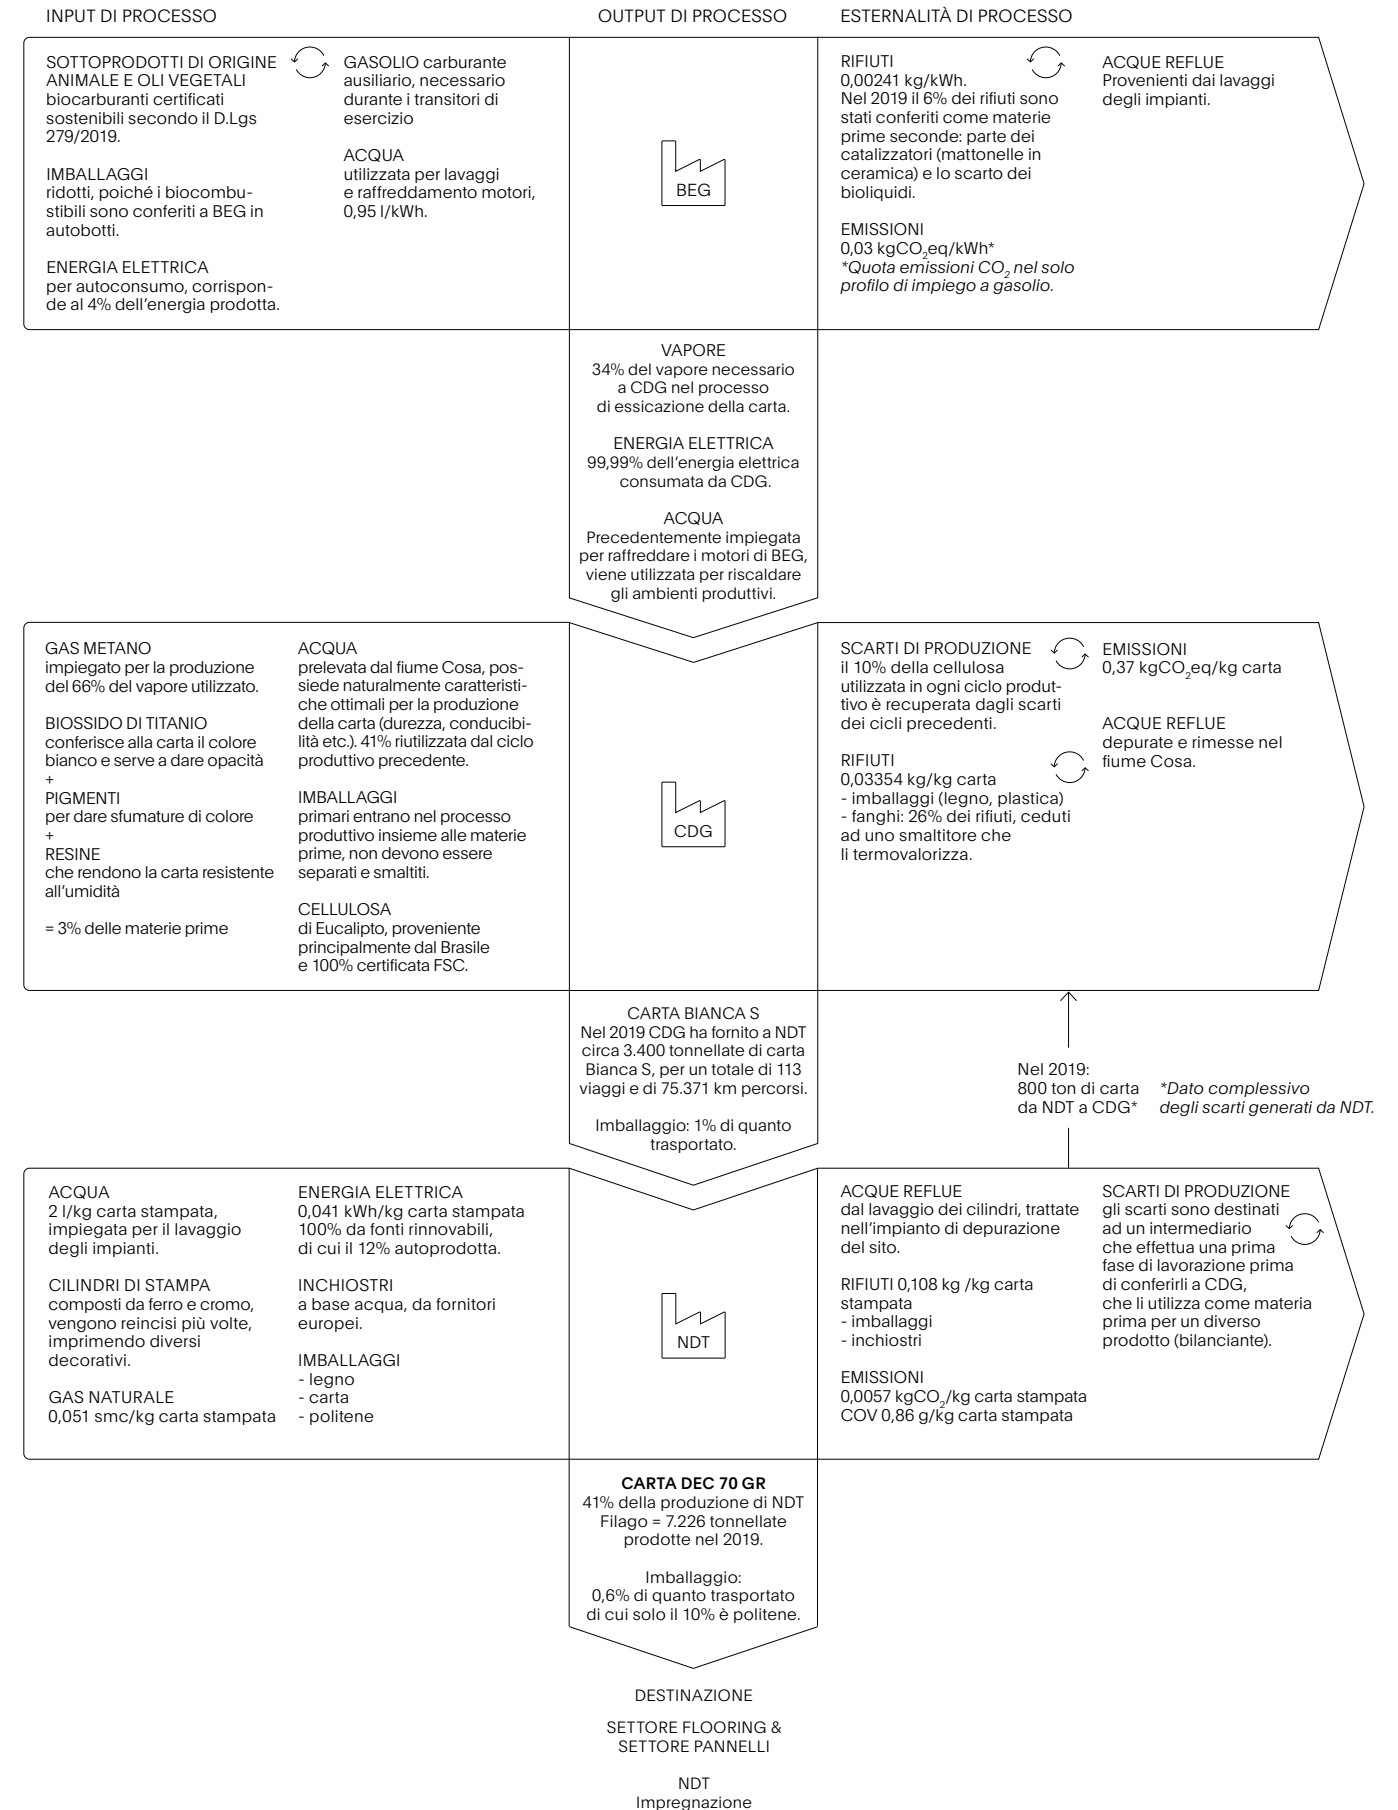 INPUT DI PROCESSO
OUTPUT DI PROCESSO
ESTERNALITÀ DI PROCESSO
SOTTOPRODOTTI DI ORIGINE
ANIMALE E OLI VEGETALI
biocarburanti certificati
sostenibili secondo il D.Lgs
279/2019.
IMBALLAGGI
ridotti, poiché i biocombu-
stibili sono conferiti a BEG in
autobotti.
ENERGIA ELETTRICA
per autoconsumo, corrispon-
de al 4% dell'energia prodotta.
GASOLIO carburante
ausiliario, necessario
durante i transitori di
esercizio
ACQUA
utilizzata per lavaggi
e raffreddamento motori,
0,95 l/kWh.
BEG
RIFIUTI
0,00241 kg/kWh.
Nel 2019 il 6% dei rifiuti sono
stati conferiti come materie
prime seconde: parte dei
catalizzatori (mattonelle in
ceramica) e lo scarto dei
bioliquidi.
EMISSIONI
0,03 kgCO₂eq/kWh*
*Quota emissioni CO₂ nel solo
profilo di impiego a gasolio.
ACQUE REFLUE
Provenienti dai lavaggi
degli impianti.
VAPORE
34% del vapore necessario
a CDG nel processo
di essicazione della carta.
ENERGIA ELETTRICA
99,99% dell'energia elettrica
consumata da CDG.
ACQUA
Precedentemente impiegata
per raffreddare i motori di BEG,
viene utilizzata per riscaldare
gli ambienti produttivi.
GAS METANO
impiegato per la produzione
del 66% del vapore utilizzato.
BIOSSIDO DI TITANIO
conferisce alla carta il colore
bianco e serve a dare opacità
+
PIGMENTI
per dare sfumature di colore
+
RESINE
che rendono la carta resistente
all'umidità
= 3% delle materie prime
ACQUA
prelevata dal fiume Cosa, pos-
siede naturalmente caratteristi-
che ottimali per la produzione
della carta (durezza, conducibi-
lità etc.). 41% riutilizzata dal ciclo
produttivo precedente.
IMBALLAGGI
primari entrano nel processo
produttivo insieme alle materie
prime, non devono essere
separati e smaltiti.
CELLULOSA
di Eucalipto, proveniente
principalmente dal Brasile
e 100% certificata FSC.
CDG
SCARTI DI PRODUZIONE
il 10% della cellulosa
utilizzata in ogni ciclo produt-
tivo è recuperata dagli scarti
dei cicli precedenti.
RIFIUTI
0,03354 kg/kg carta
- imballaggi (legno, plastica)
- fanghi: 26% dei rifiuti, ceduti
ad uno smaltitore che
li termovalorizza.
EMISSIONI
0,37 kgCO₂eq/kg carta
ACQUE REFLUE
depurate e rimesse nel
fiume Cosa.
CARTA BIANCA S
Nel 2019 CDG ha fornito a NDT
circa 3.400 tonnellate di carta
Bianca S, per un totale di 113
viaggi e di 75.371 km percorsi.
Imballaggio: 1% di quanto
trasportato.
Nel 2019:
800 ton di carta
da NDT a CDG*
*Dato complessivo
degli scarti generati da NDT.
ACQUA
2 l/kg carta stampata,
impiegata per il lavaggio
degli impianti.
CILINDRI DI STAMPA
composti da ferro e cromo,
vengono reincisi più volte,
imprimendo diversi
decorativi.
GAS NATURALE
0,051 smc/kg carta stampata
ENERGIA ELETTRICA
0,041 kWh/kg carta stampata
100% da fonti rinnovabili,
di cui il 12% autoprodotta.
INCHIOSTRI
a base acqua, da fornitori
europei.
IMBALLAGGI
- legno
- carta
- politene
NDT
ACQUE REFLUE
dal lavaggio dei cilindri, trattate
nell'impianto di depurazione
del sito.
RIFIUTI 0,108 kg /kg carta
stampata
- imballaggi
- inchiostri
EMISSIONI
0,0057 kgCO₂/kg carta stampata
COV 0,86 g/kg carta stampata
SCARTI DI PRODUZIONE
gli scarti sono destinati
ad un intermediario
che effettua una prima
fase di lavorazione prima
di conferirli a CDG,
che li utilizza come materia
prima per un diverso
prodotto (bilanciante).
CARTA DEC 70 GR
41% della produzione di NDT
Filago = 7.226 tonnellate
prodotte nel 2019.
Imballaggio:
0,6% di quanto trasportato
di cui solo il 10% è politene.
DESTINAZIONE
SETTORE FLOORING &
SETTORE PANNELLI
NDT
Impregnazione